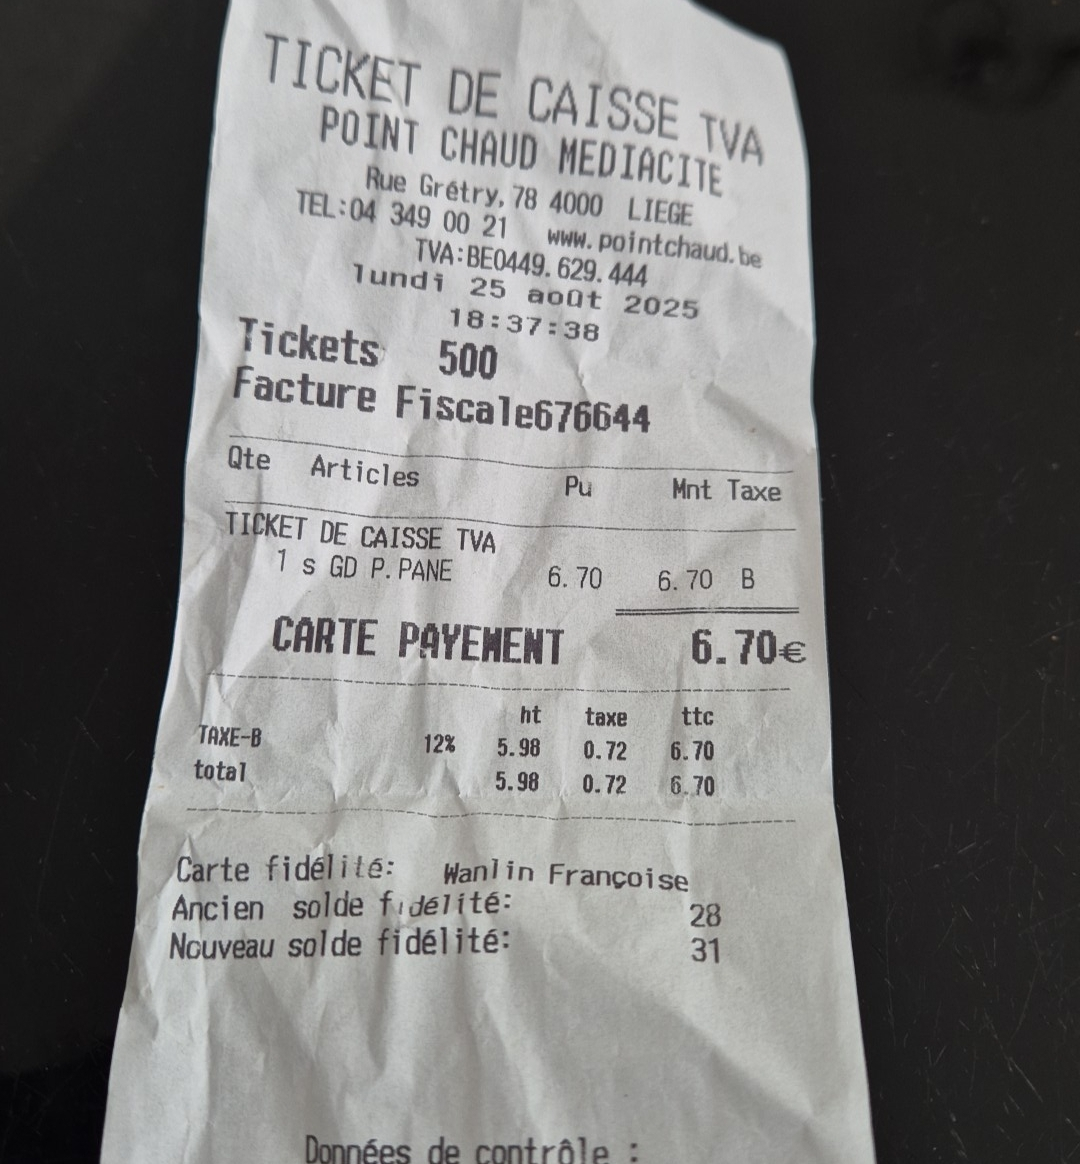 TICKET DE CAISSE TVA
POINT CHAUD MEDIACITE
Rue Grétry, 78 4000 LIEGE
TEL:04 349 00 21 www.pointchaud.be
TVA:BE0449.629.444
lundi 25 août 2025
18:37:38
Tickets 500
Facture Fiscale676644
Qte Articles Pu Mnt Taxe
TICKET DE CAISSE TVA
1 s GD P.PANE 6.70 6.70 B
CARTE PAYEMENT 6.70€
ht taxe ttc
TAXE-B 12% 5.98 0.72 6.70
total 5.98 0.72 6.70
Carte fidélité: Wanlin Françoise
Ancien solde fidélité: 28
Nouveau solde fidélité: 31
Données de contrôle :